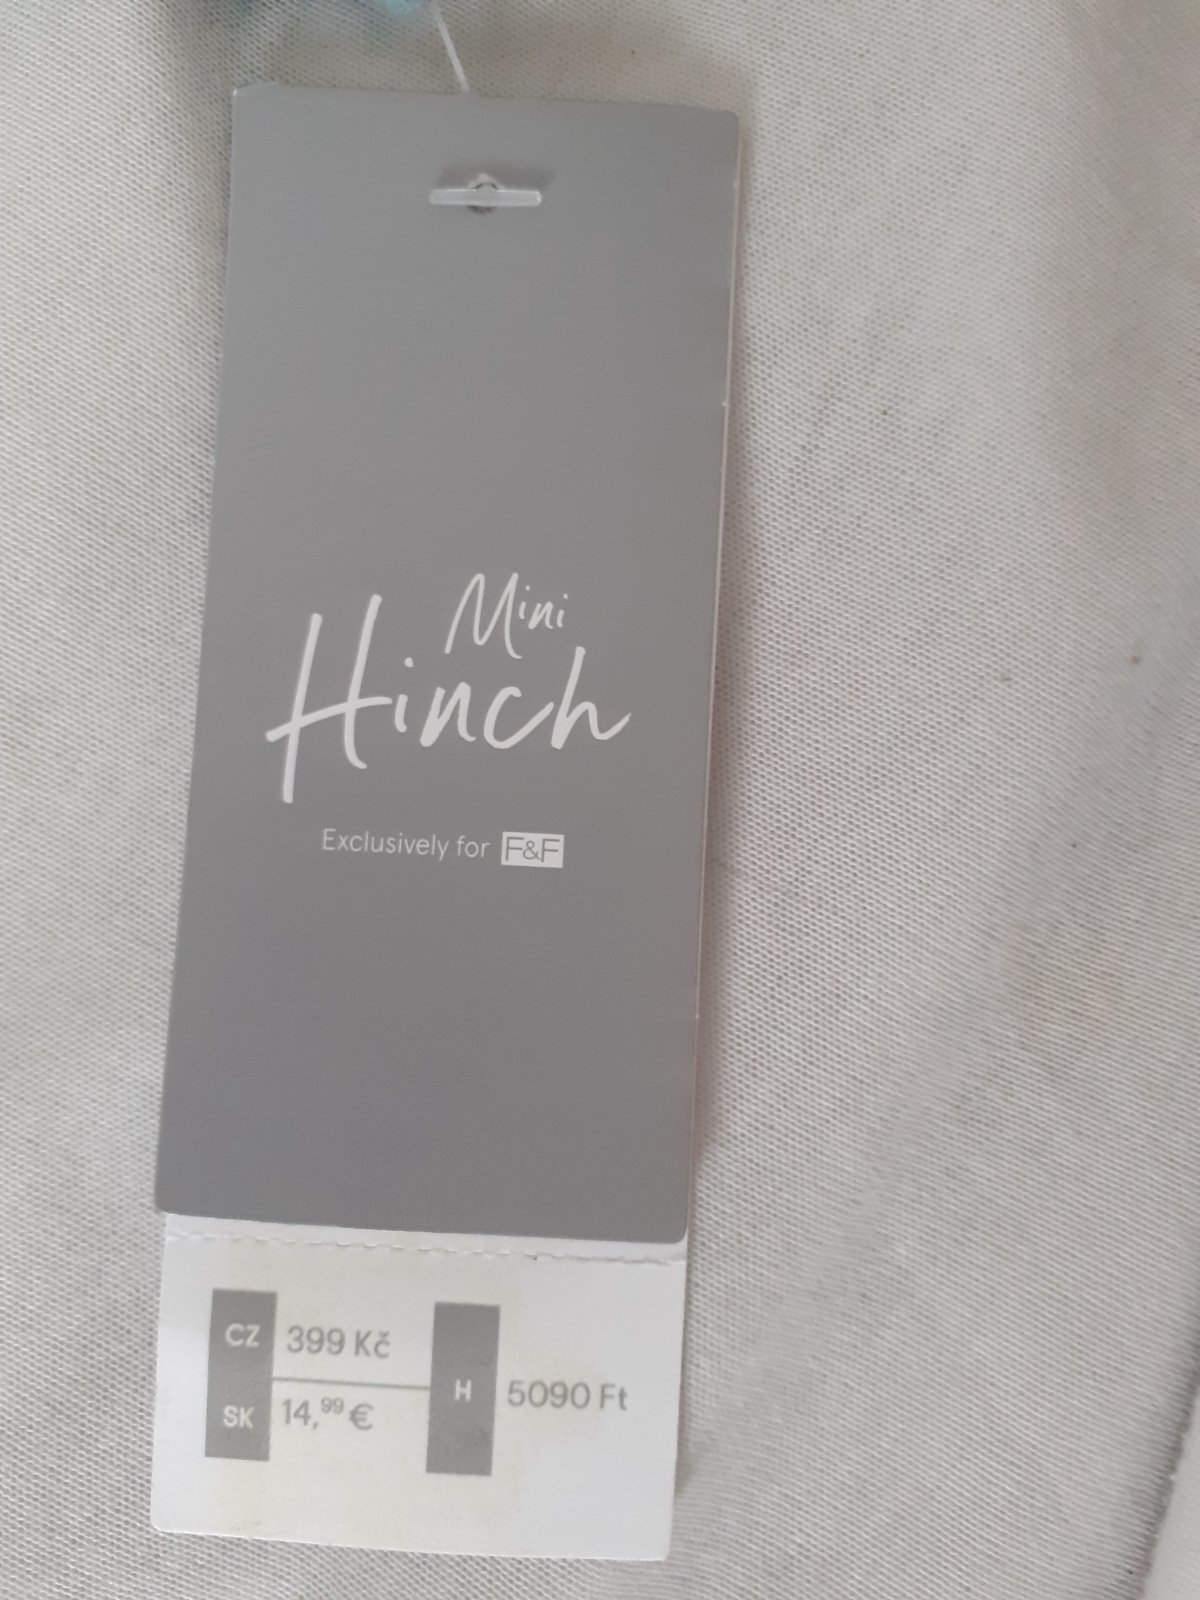 Mini
Hinch
Exclusively for F&F
CZ 399 Kč
SK 14,99 €
H 5090 Ft